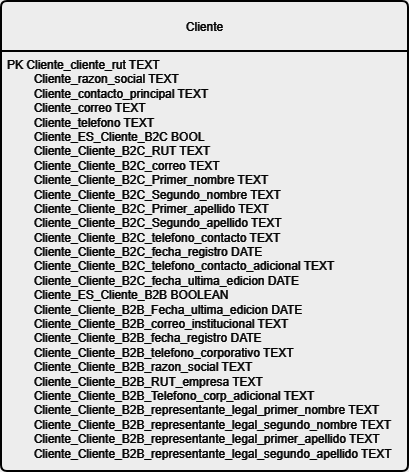 Cliente
PK Cliente_cliente_rut TEXT
Cliente_razon_social TEXT
Cliente_contacto_principal TEXT
Cliente_correo TEXT
Cliente_telefono TEXT
Cliente_ES_Cliente_B2C BOOL
Cliente_Cliente_B2C_RUT TEXT
Cliente_Cliente_B2C_correo TEXT
Cliente_Cliente_B2C_Primer_nombre TEXT
Cliente_Cliente_B2C_Segundo_nombre TEXT
Cliente_Cliente_B2C_Primer_apellido TEXT
Cliente_Cliente_B2C_Segundo_apellido TEXT
Cliente_Cliente_B2C_telefono_contacto TEXT
Cliente_Cliente_B2C_fecha_registro DATE
Cliente_Cliente_B2C_telefono_contacto_adicional TEXT
Cliente_Cliente_B2C_fecha_ultima_edicion DATE
Cliente_ES_Cliente_B2B BOOLEAN
Cliente_Cliente_B2B_Fecha_ultima_edicion DATE
Cliente_Cliente_B2B_correo_institucional TEXT
Cliente_Cliente_B2B_fecha_registro DATE
Cliente_Cliente_B2B_telefono_corporativo TEXT
Cliente_Cliente_B2B_razon_social TEXT
Cliente_Cliente_B2B_RUT_empresa TEXT
Cliente_Cliente_B2B_Telefono_corp_adicional TEXT
Cliente_Cliente_B2B_representante_legal_primer_nombre TEXT
Cliente_Cliente_B2B_representante_legal_segundo_nombre TEXT
Cliente_Cliente_B2B_representante_legal_primer_apellido TEXT
Cliente_Cliente_B2B_representante_legal_segundo_apellido TEXT